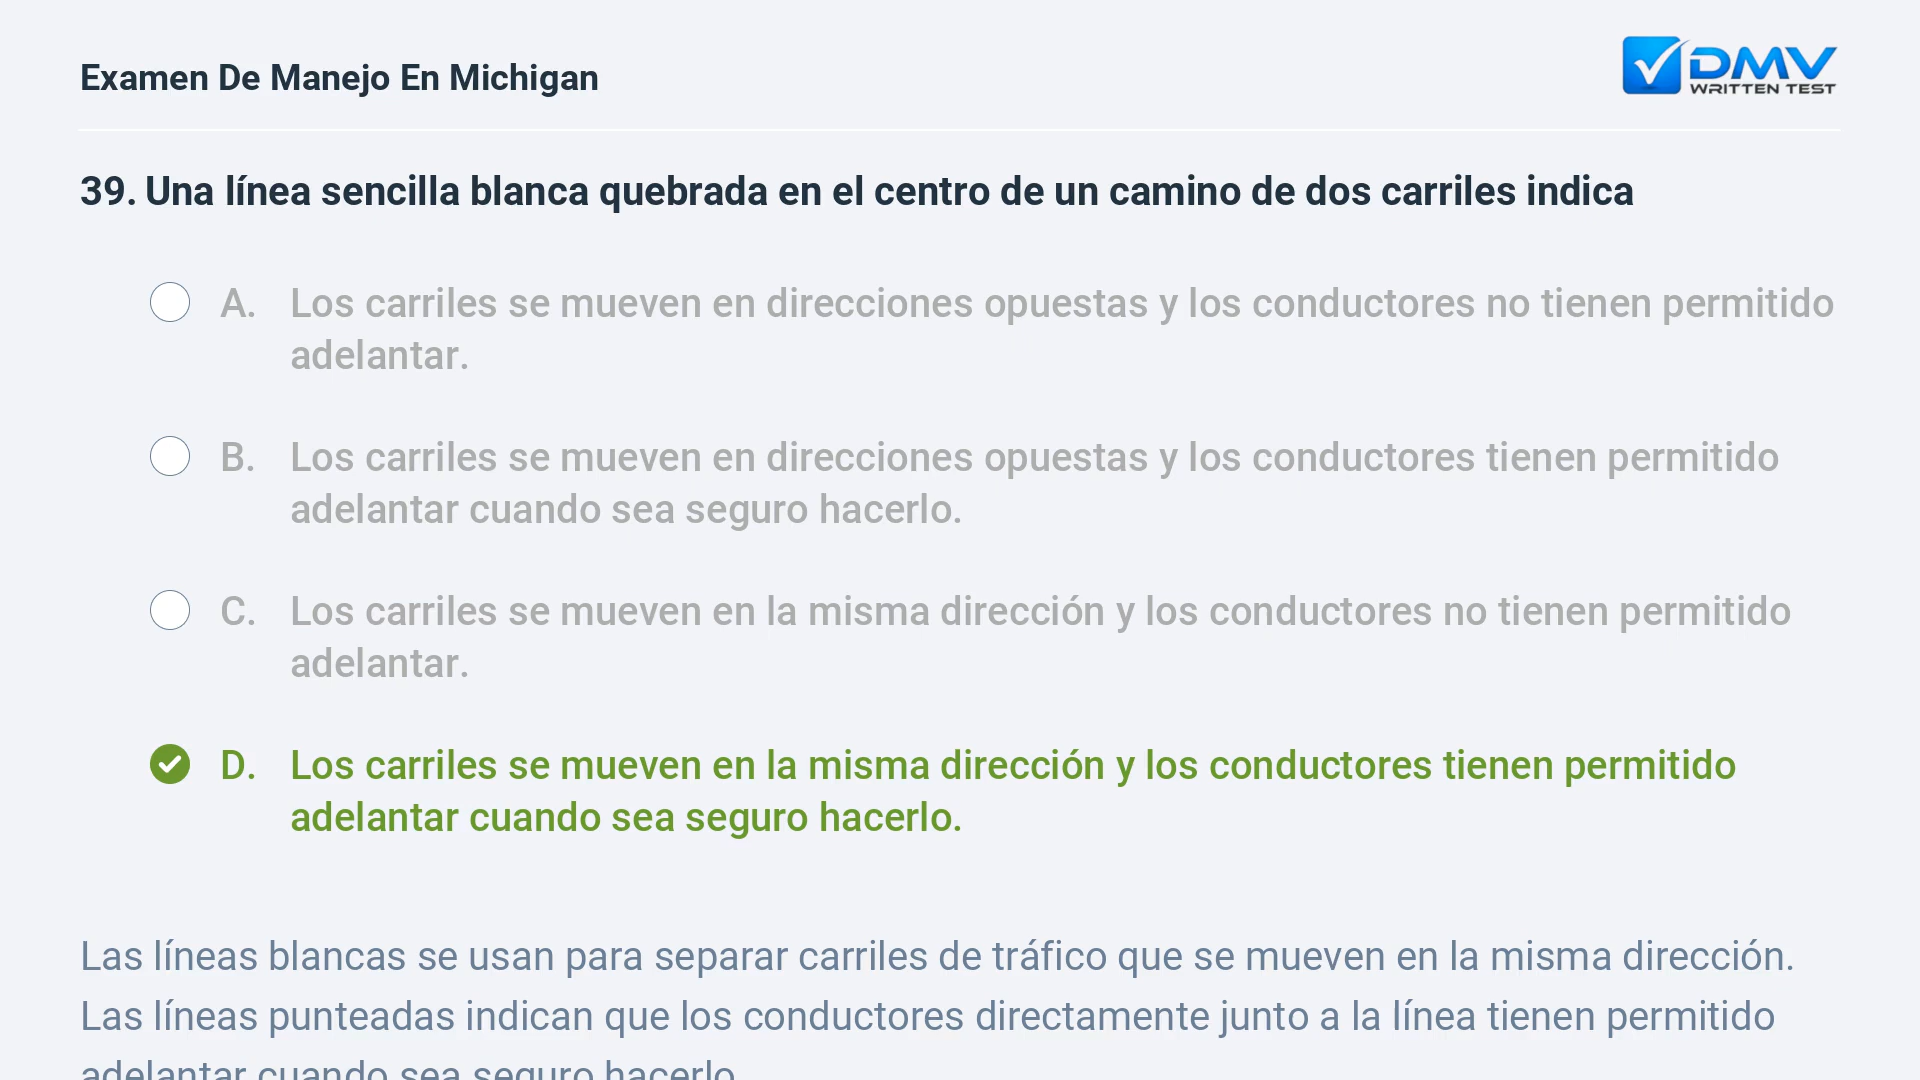 Examen De Manejo En Michigan
DMV
WRITTEN TEST
39. Una línea sencilla blanca quebrada en el centro de un camino de dos carriles indica
A. Los carriles se mueven en direcciones opuestas y los conductores no tienen permitido
adelantar.
B. Los carriles se mueven en direcciones opuestas y los conductores tienen permitido
adelantar cuando sea seguro hacerlo.
C. Los carriles se mueven en la misma dirección y los conductores no tienen permitido
adelantar.
D. Los carriles se mueven en la misma dirección y los conductores tienen permitido
adelantar cuando sea seguro hacerlo.
Las líneas blancas se usan para separar carriles de tráfico que se mueven en la misma dirección.
Las líneas punteadas indican que los conductores directamente junto a la línea tienen permitido
adelantar cuando sea seguro hacerlo.